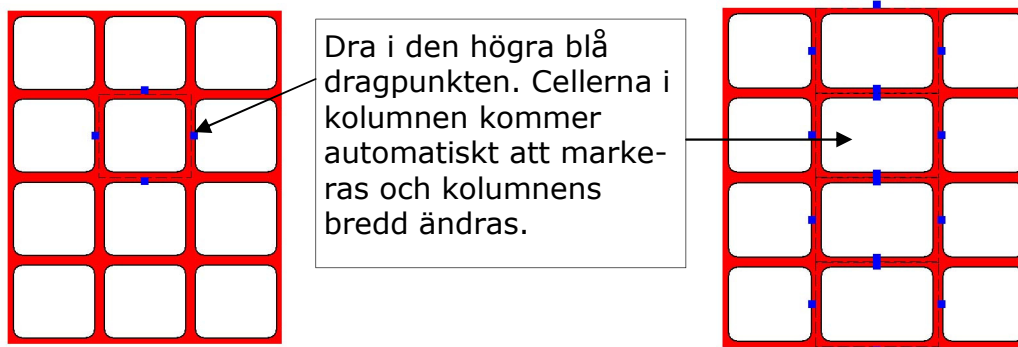 Dra i den högra blå
dragpunkten. Cellerna i
kolumnen kommer
automatiskt att marke-
ras och kolumnens
bredd ändras.